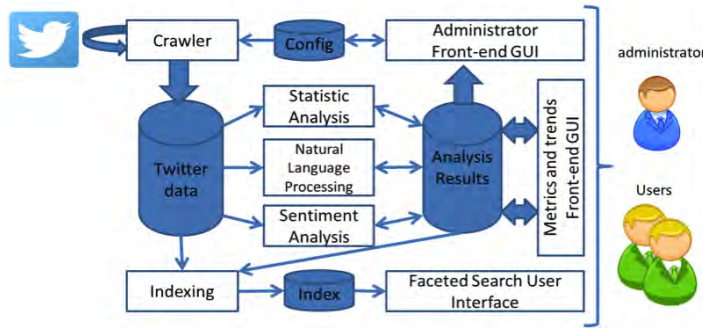 Crawler
Config
Administrator
Front-end GUI
administrator
Statistic
Analysis
Natural
Language
Processing
Sentiment
Analysis
Twitter
data
Analysis
Results
Metrics and trends
Front-end GUI
Users
Indexing
Index
Faceted Search User
Interface